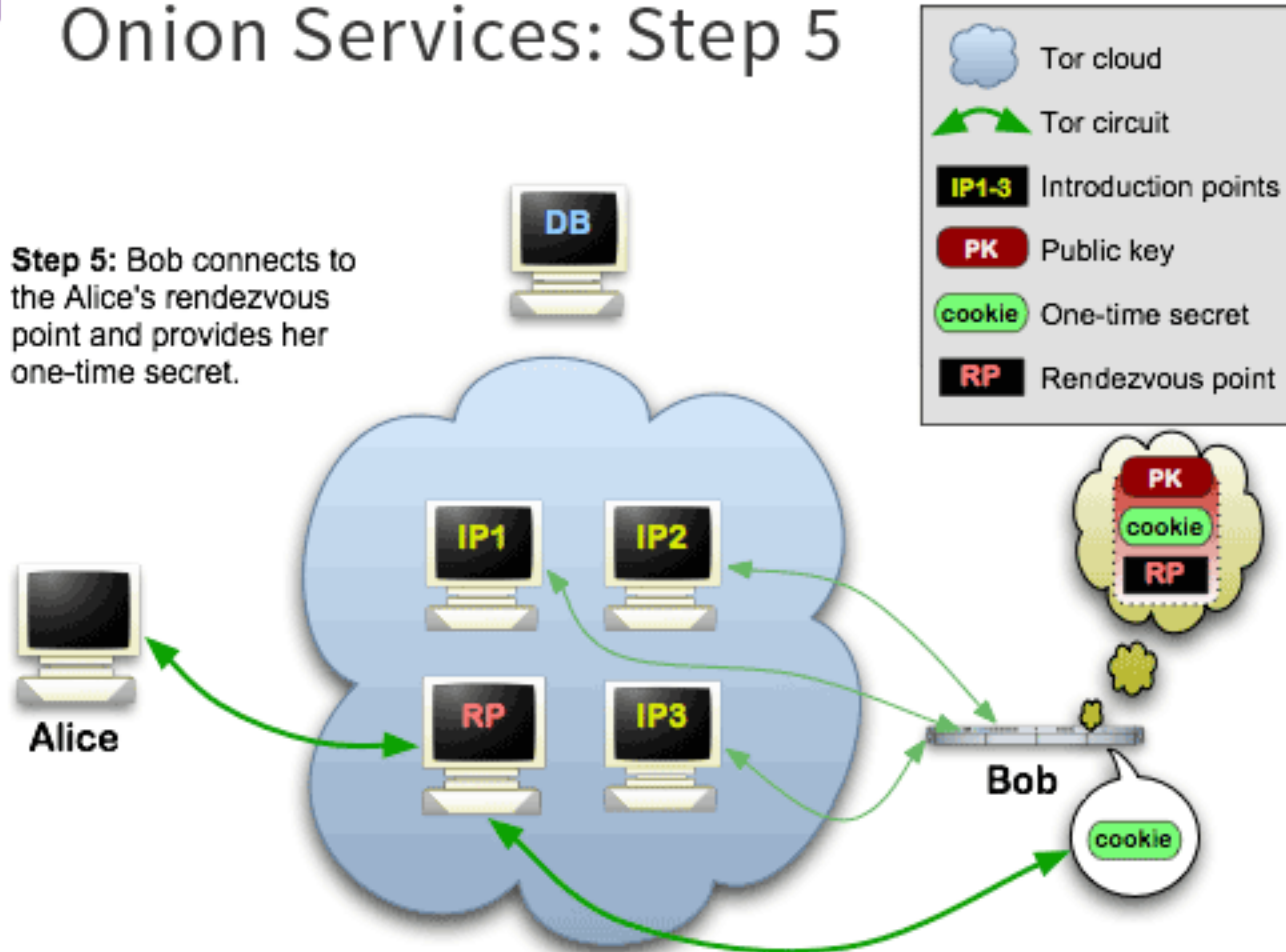 Onion Services: Step 5
Tor cloud
Tor circuit
IP1-3 Introduction points
PK Public key
cookie One-time secret
RP Rendezvous point
Step 5: Bob connects to
the Alice's rendezvous
point and provides her
one-time secret.
DB
PK
cookie
RP
IP1 IP2
RP IP3
Alice
Bob
cookie